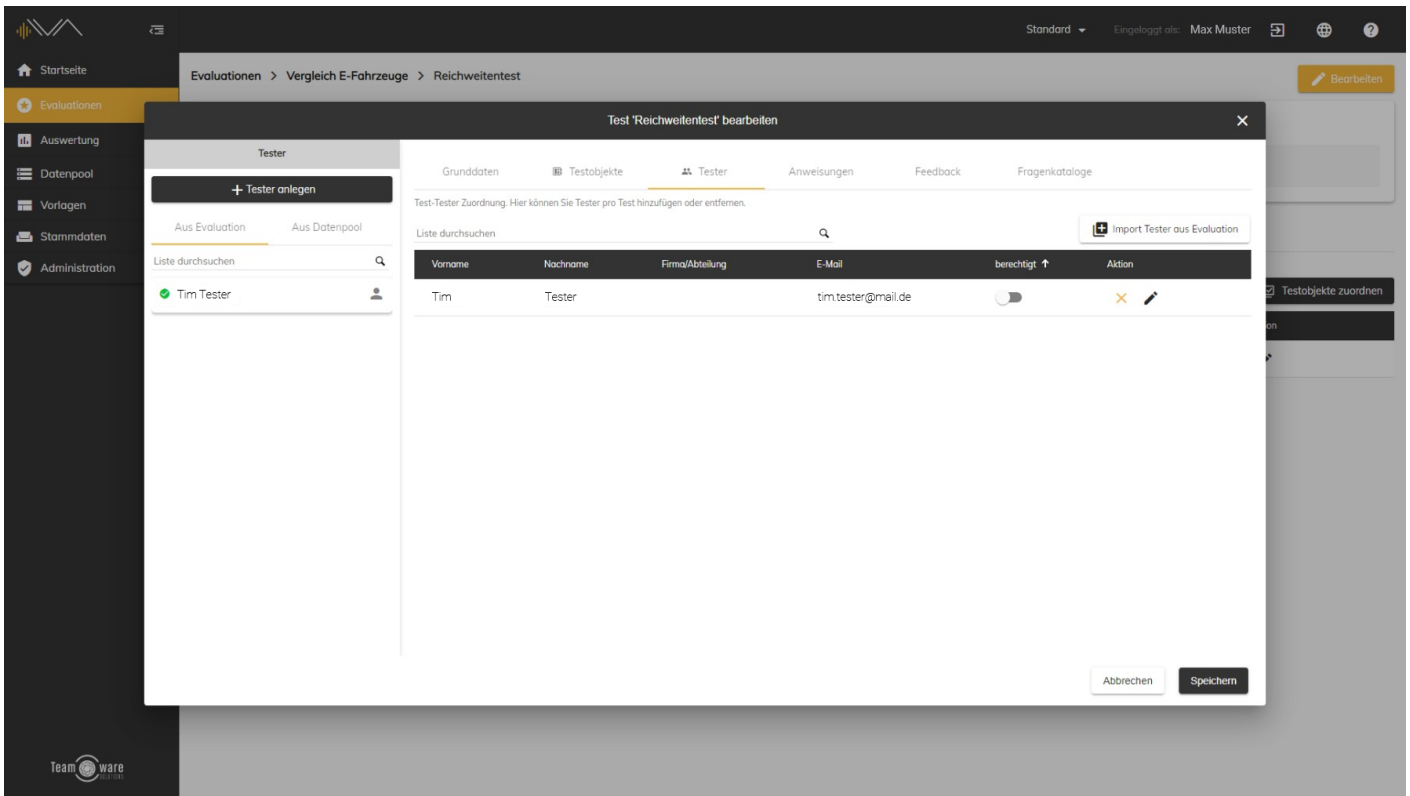 Standard
Eingeloggt als: Max Muster
Startseite
Evaluationen
Auswertung
Datenpool
Vorlagen
Stammdaten
Administration
Evaluationen > Vergleich E-Fahrzeuge > Reichweitentest
Bearbeiten
Test 'Reichweitentest' bearbeiten
Tester
+ Tester anlegen
Aus Evaluation Aus Datenpool
Liste durchsuchen
Tim Tester
Grunddaten Testobjekte Tester Anweisungen Feedback Fragenkataloge
Test-Tester Zuordnung. Hier können Sie Tester pro Test hinzufügen oder entfernen.
Liste durchsuchen
Import Tester aus Evaluation
Vorname Nachname Firma/Abteilung E-Mail berechtigt ↑ Aktion
Tim Tester tim.tester@mail.de
Testobjekte zuordnen
on
Abbrechen Speichern
Team ware
SOLUTIONS